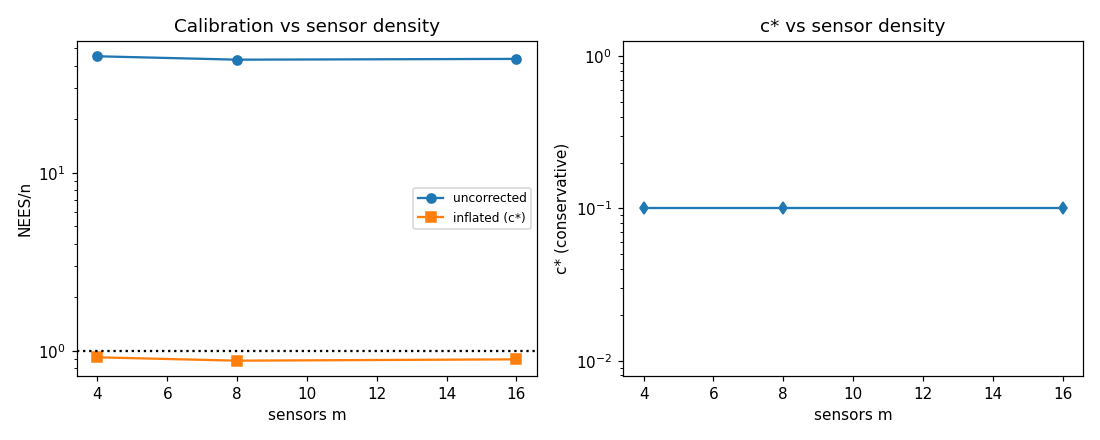 Calibration vs sensor density
NEES/n
10¹
10⁰
uncorrected
inflated (c*)
4 6 8 10 12 14 16
sensors m
c* vs sensor density
c* (conservative)
10⁰
10⁻¹
10⁻²
4 6 8 10 12 14 16
sensors m